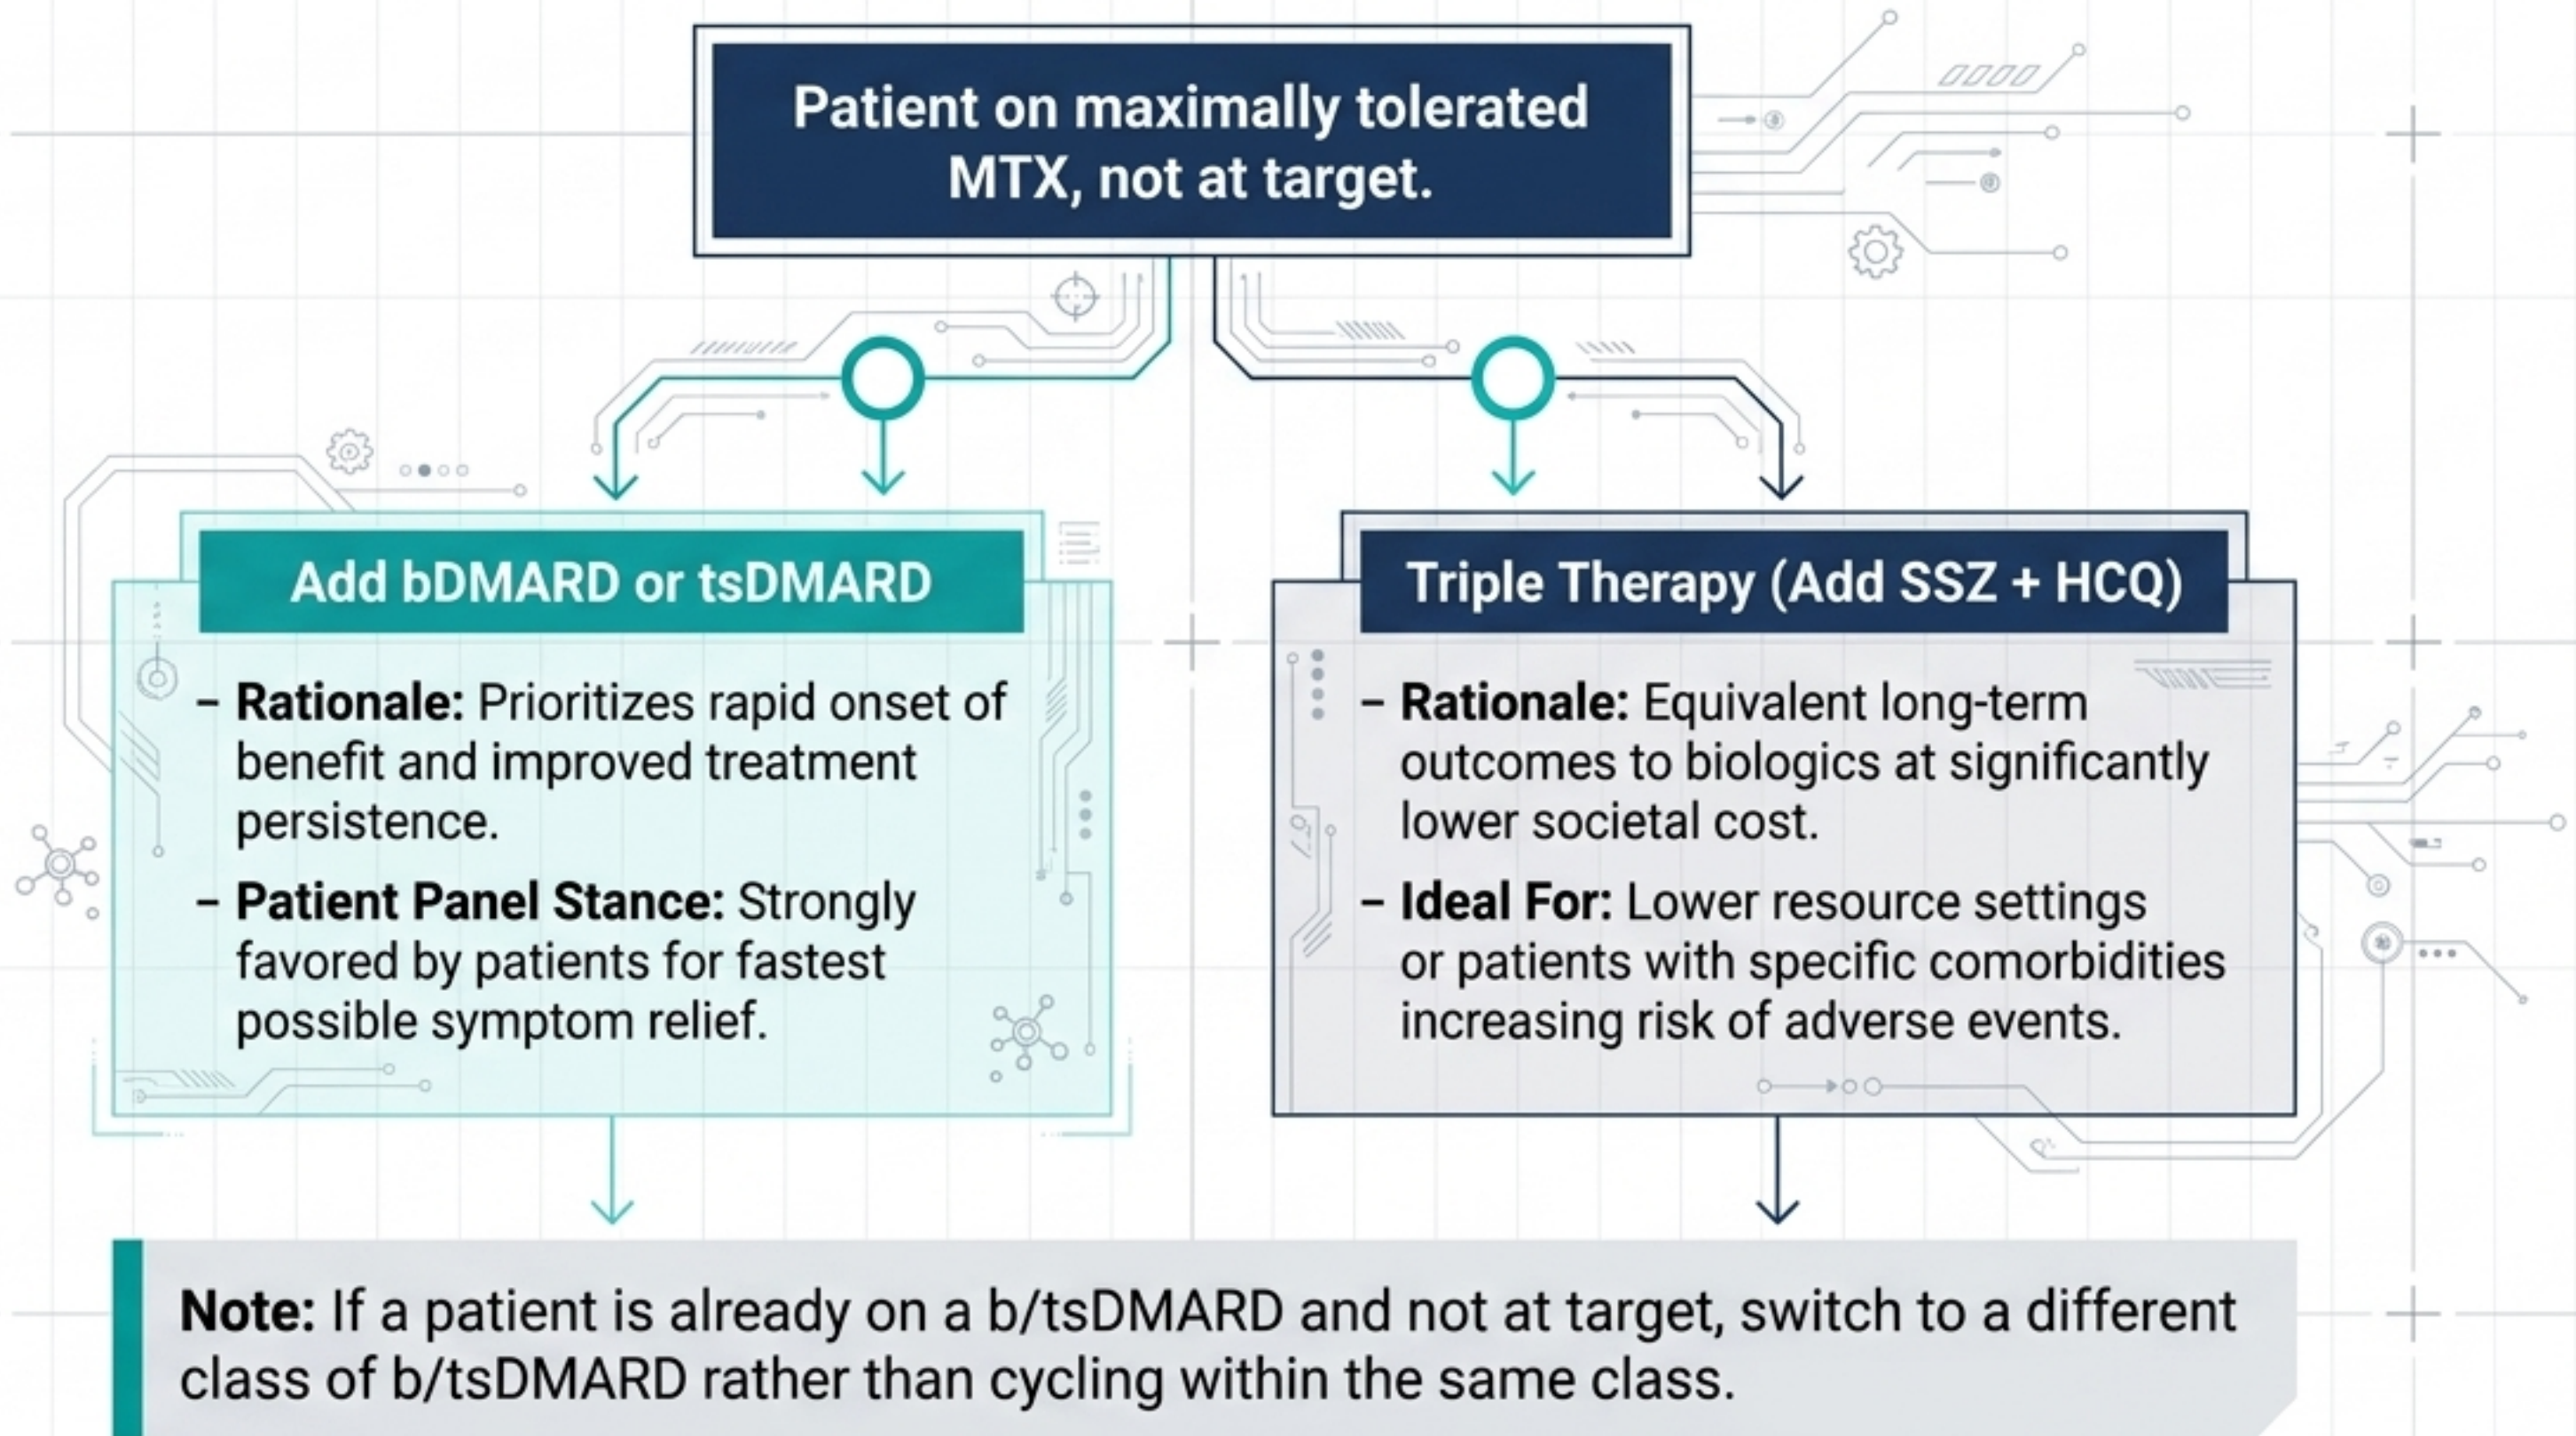 Patient on maximally tolerated
MTX, not at target.
Add bDMARD or tsDMARD
– Rationale: Prioritizes rapid onset of
benefit and improved treatment
persistence.
– Patient Panel Stance: Strongly
favored by patients for fastest
possible symptom relief.
Triple Therapy (Add SSZ + HCQ)
– Rationale: Equivalent long-term
outcomes to biologics at significantly
lower societal cost.
– Ideal For: Lower resource settings
or patients with specific comorbidities
increasing risk of adverse events.
Note: If a patient is already on a b/tsDMARD and not at target, switch to a different
class of b/tsDMARD rather than cycling within the same class.